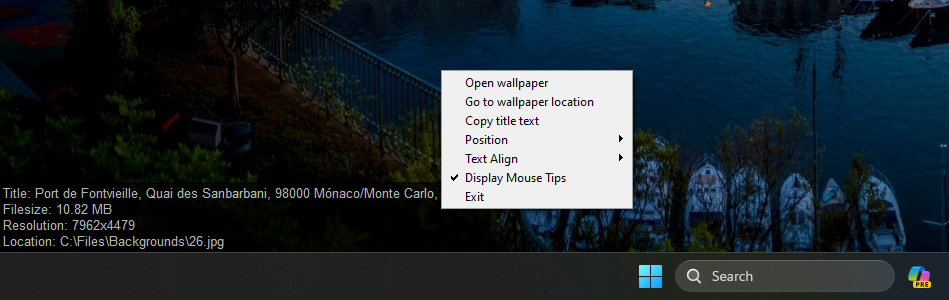 Open wallpaper
Go to wallpaper location
Copy title text
Position
Text Align
Display Mouse Tips
Exit
Title: Port de Fontvieille, Quai des Sanbarbani, 98000 Mónaco/Monte Carlo,
Filesize: 10.82 MB
Resolution: 7962x4479
Location: C:\Files\Backgrounds\26.jpg
Search
PRE